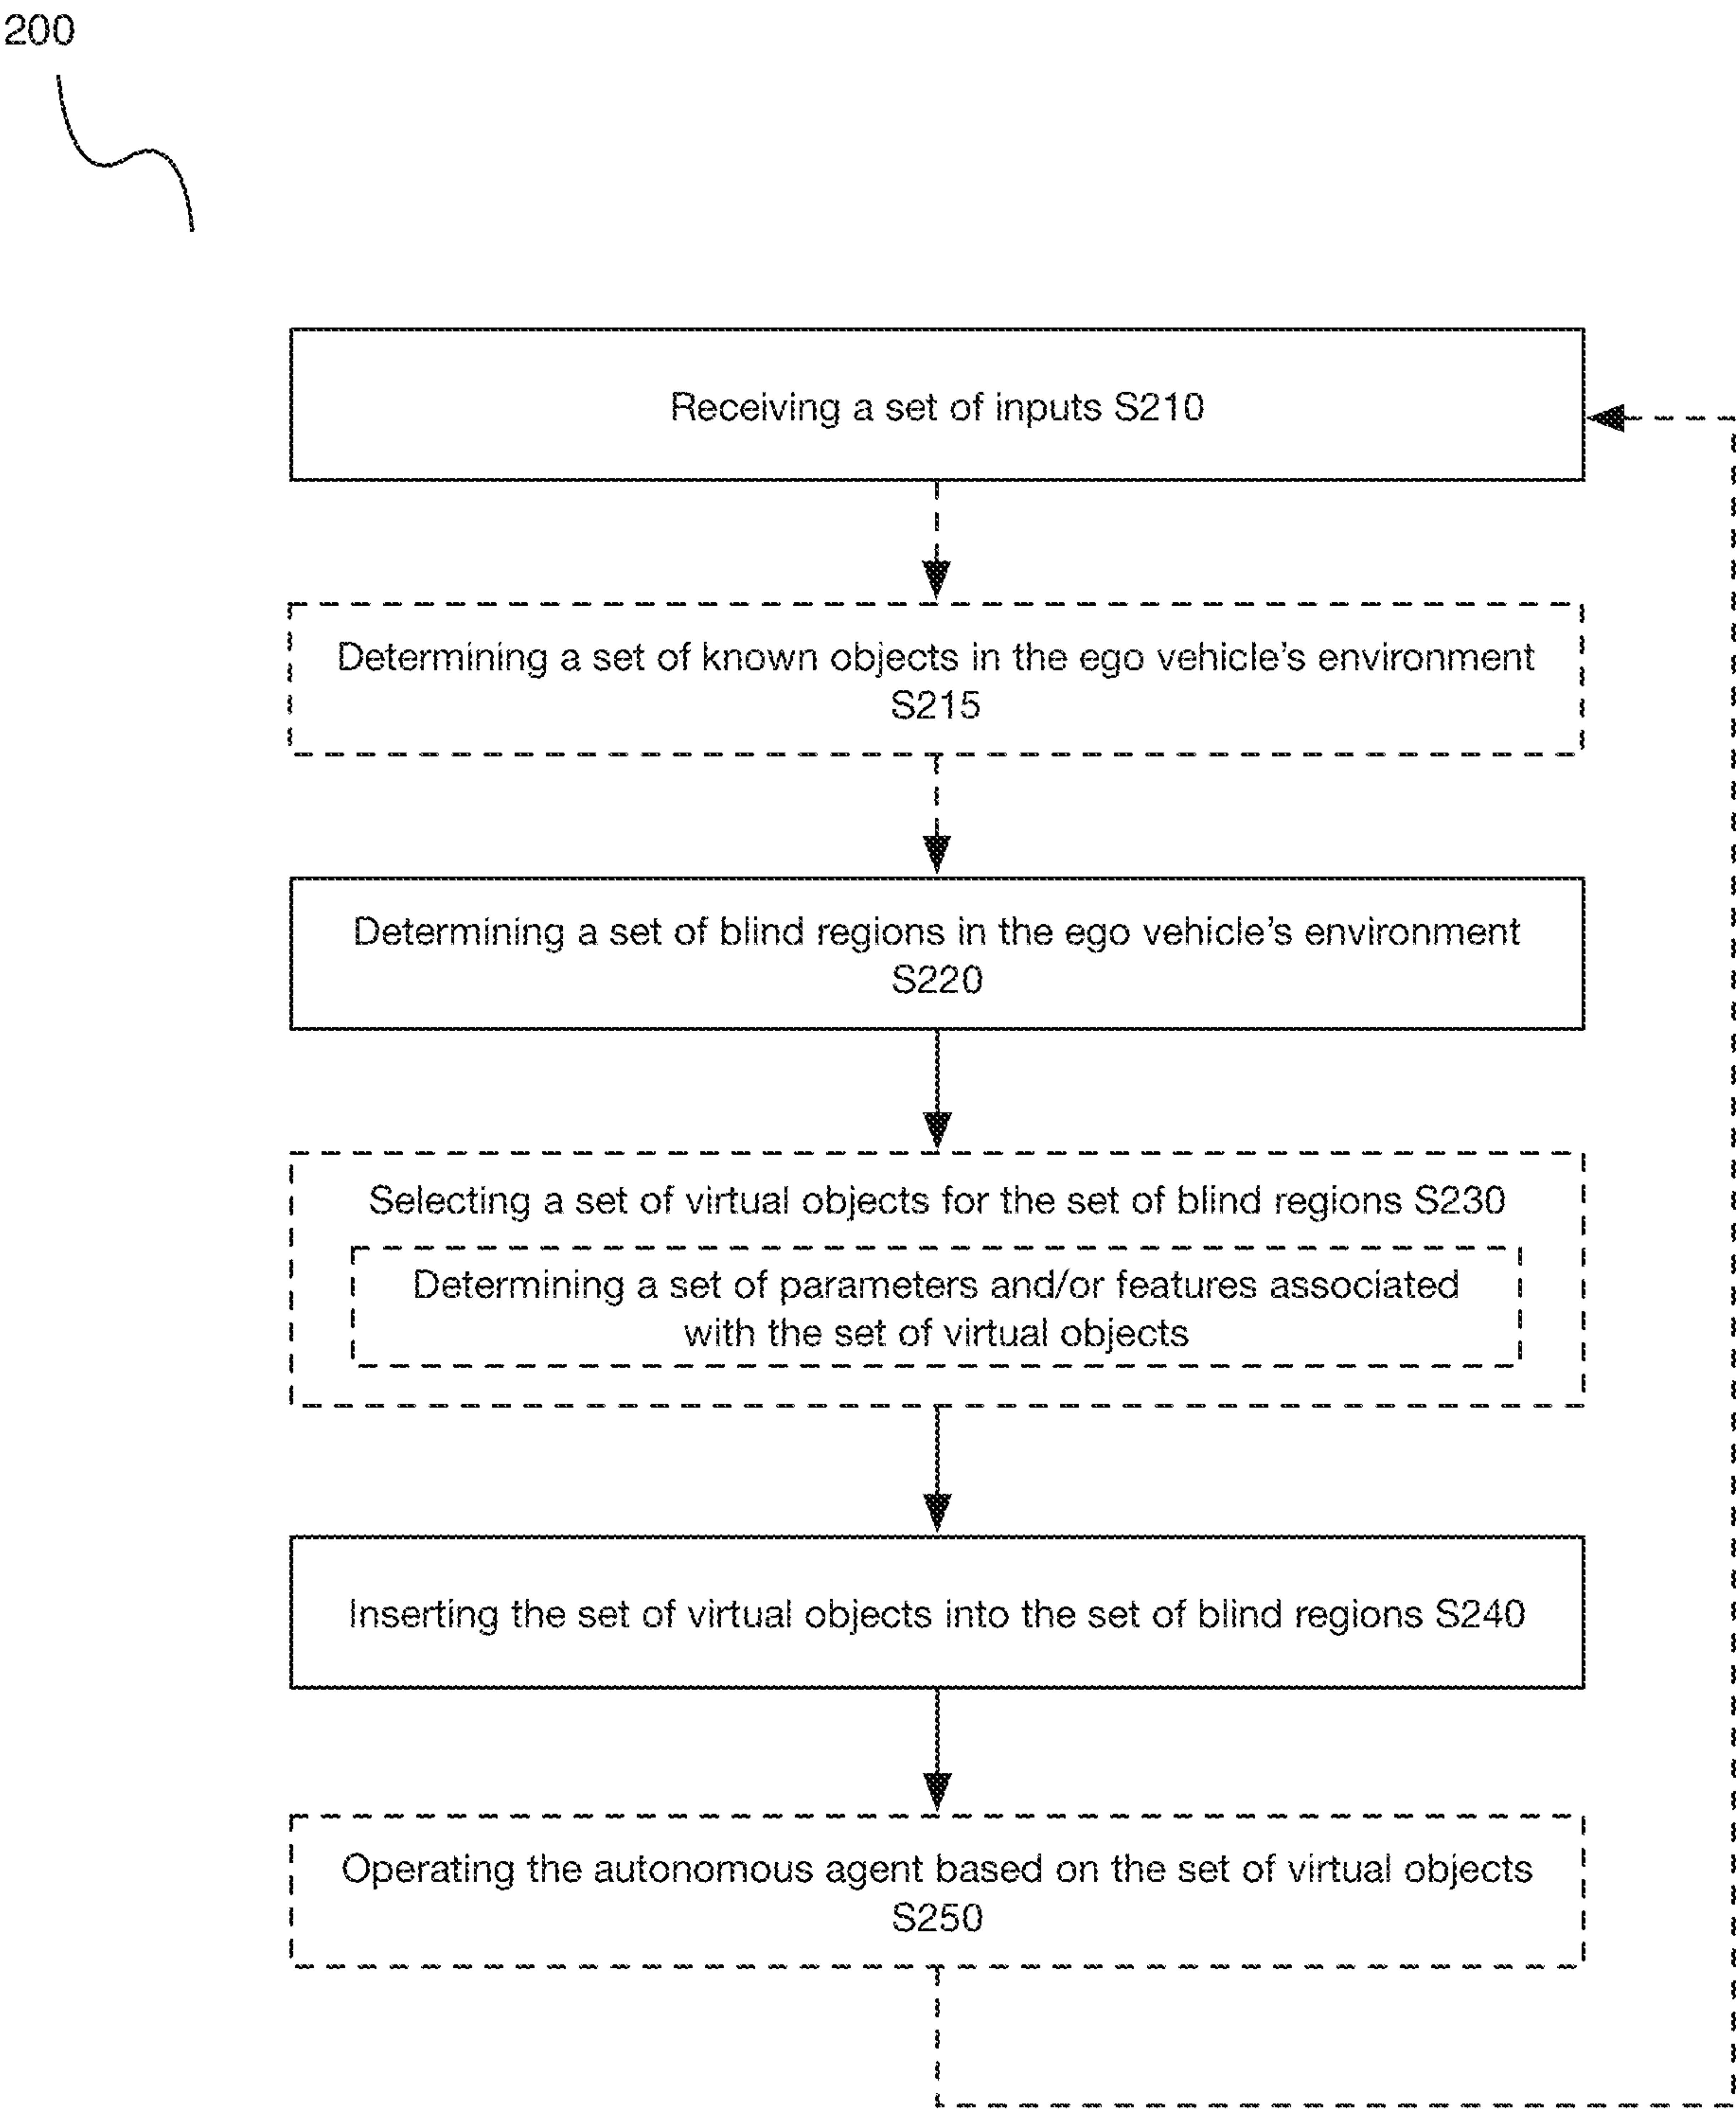 200
Receiving a set of inputs S210
Determining a set of known objects in the ego vehicle's environment
S215
Determining a set of blind regions in the ego vehicle's environment
S220
Selecting a set of virtual objects for the set of blind regions S230
Determining a set of parameters and/or features associated
with the set of virtual objects
Inserting the set of virtual objects into the set of blind regions S240
Operating the autonomous agent based on the set of virtual objects
S250